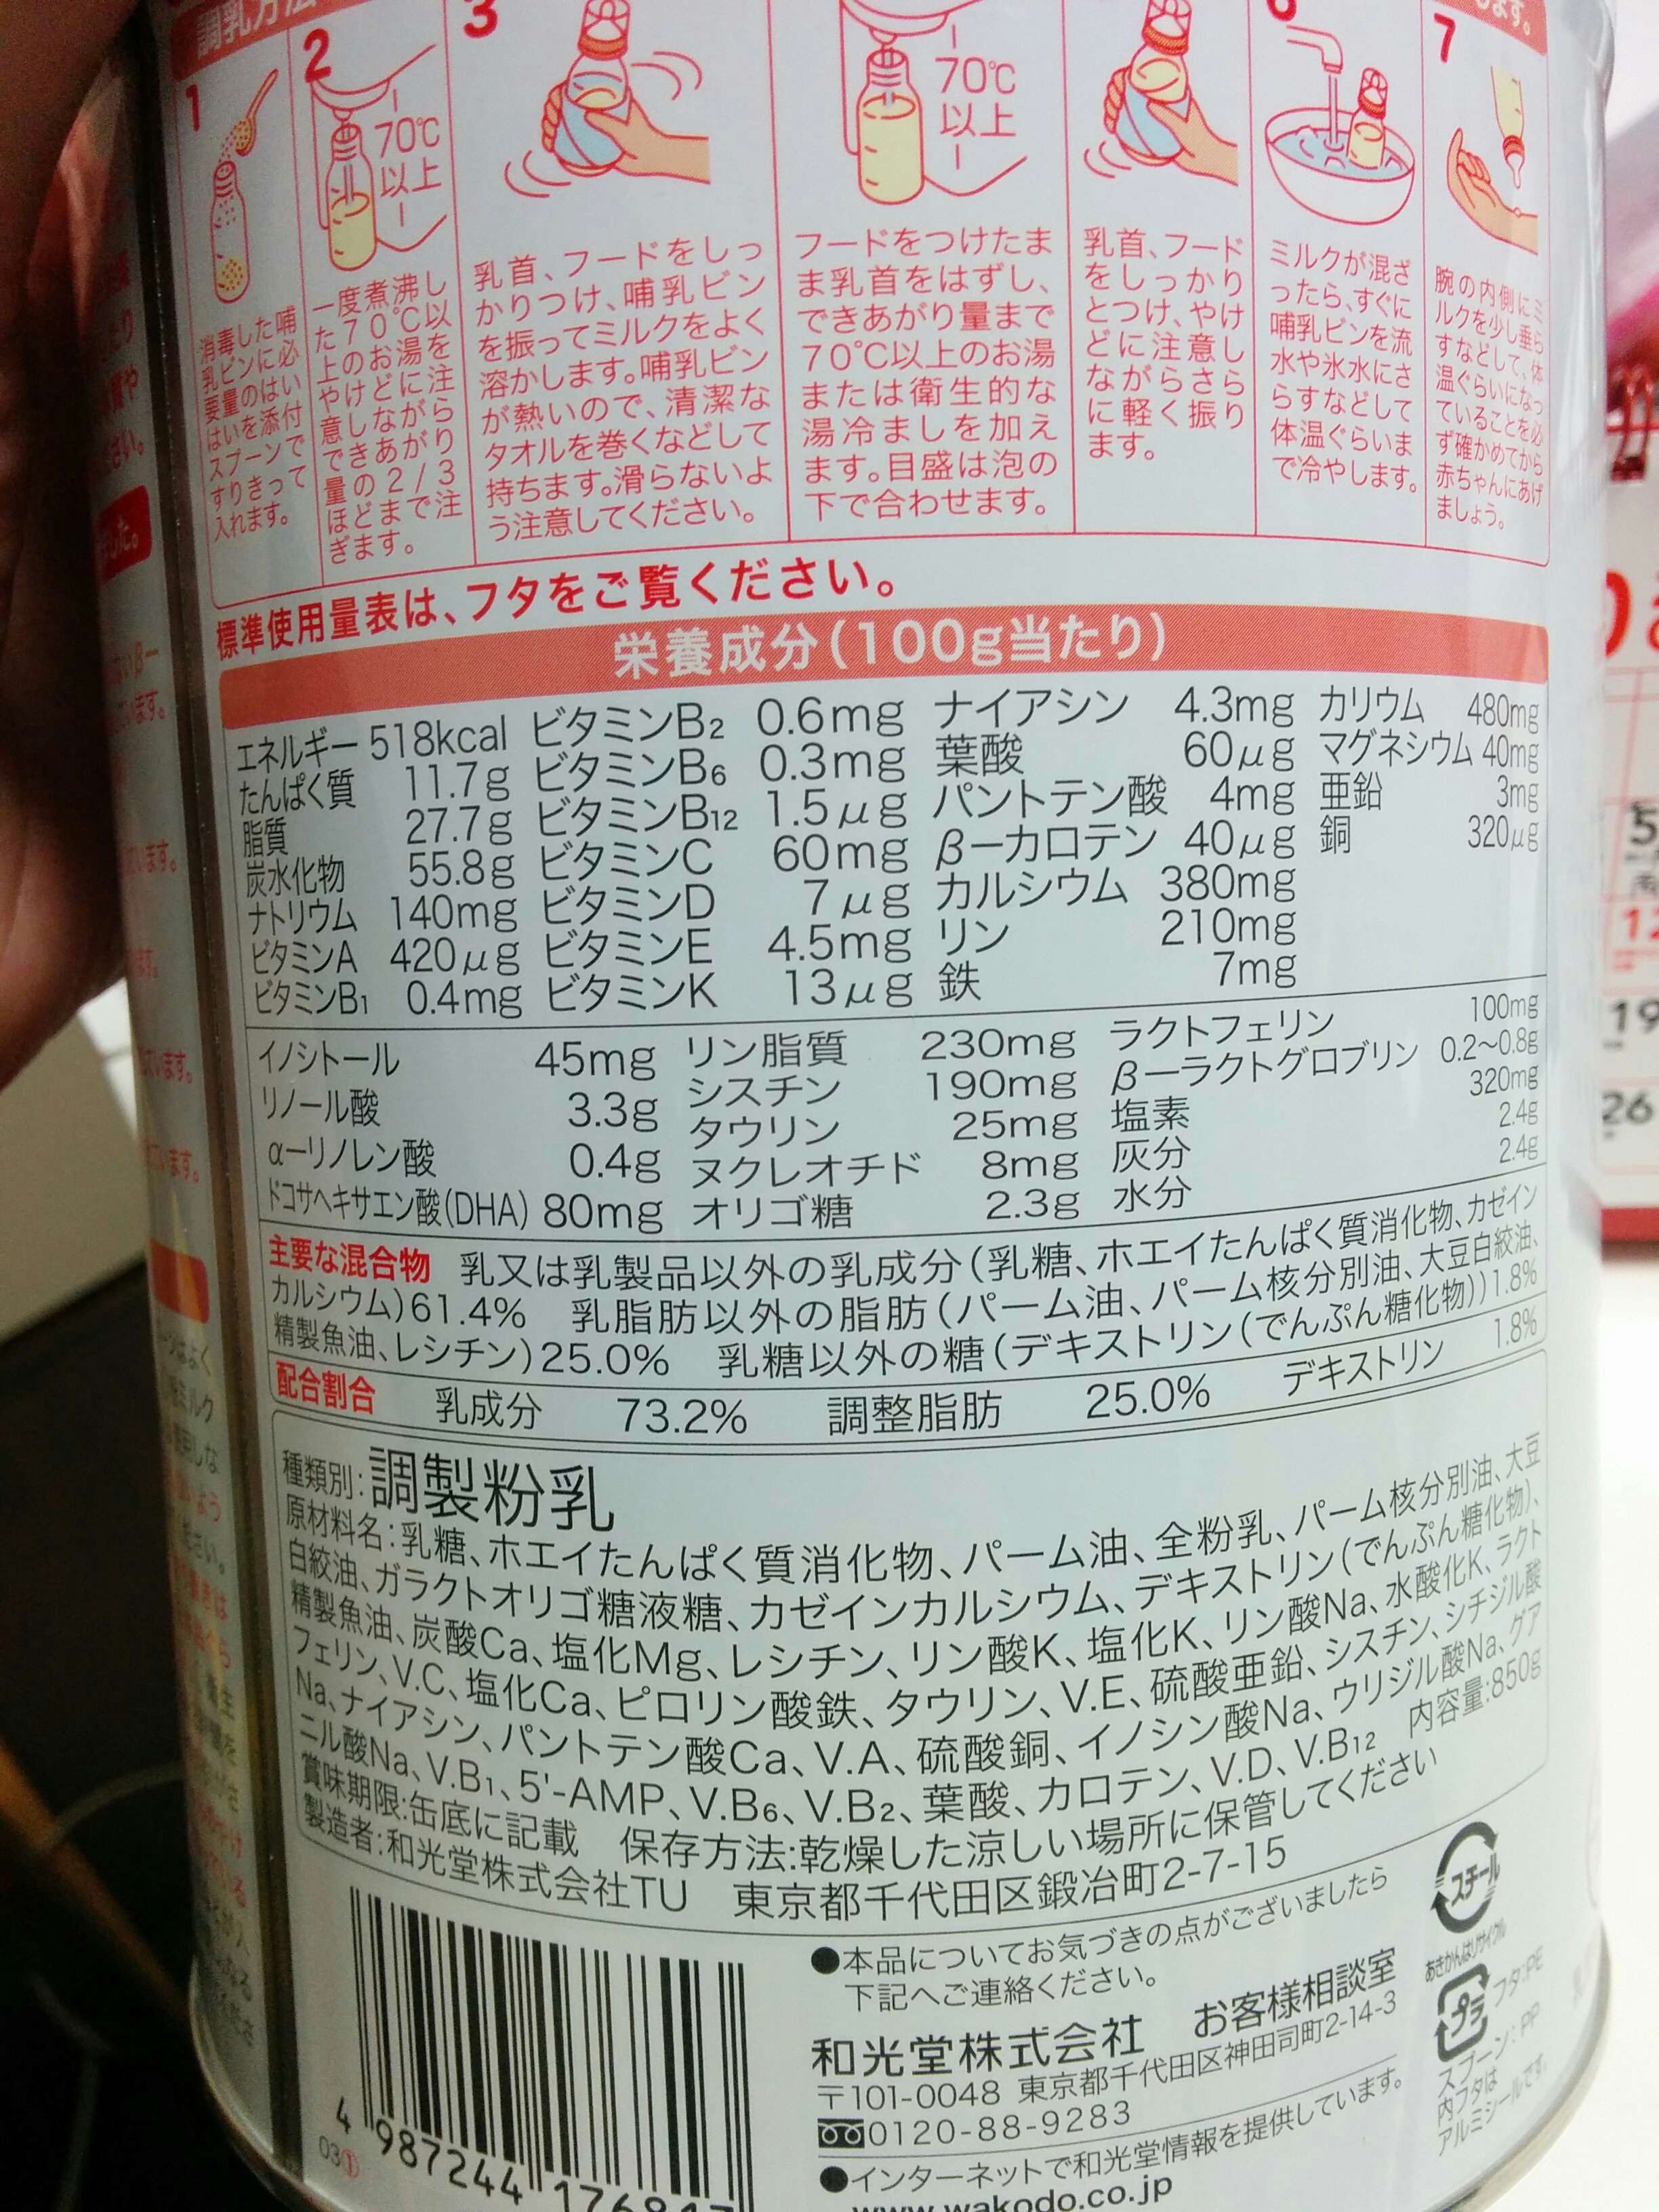 調乳方法
1
2
3
6
7
70℃
以上
70℃
以上
消毒した哺
乳ビンに必
要量のはい
はいを添付
スプーンで
すりきって
入れます。
一度煮沸し
た70℃以
上のお湯を
やけどに注
意しながら
できあがり
量の2/3
ほどまで注
ぎます。
乳首、フードをしっ
かりつけ、哺乳ビン
を振ってミルクをよく
溶かします。哺乳ビン
が熱いので、清潔な
タオルを巻くなどして
持ちます。滑らないよ
う注意してください。
フードをつけたま
ま乳首をはずし、
できあがり量まで
70℃以上のお湯
または衛生的な
湯冷ましを加え
ます。目盛は泡の
下で合わせます。
乳首、フード
をしっかり
とつけ、やけ
どに注意し
ながらさら
に軽く振り
ます。
ミルクが混ざ
ったら、すぐに
哺乳ビンを流
水や氷水にさ
らすなどして
体温ぐらいま
で冷やします。
腕の内側にミ
ルクを少し垂ら
すなどして、体
温ぐらいになっ
ていることを必
ず確かめてから
赤ちゃんにあげ
ましょう。
標準使用量表は、フタをご覧ください。
栄養成分(100g当たり)
エネルギー 518kcal ビタミンB2 0.6mg ナイアシン 4.3mg カリウム 480mg
たんぱく質 11.7g ビタミンB6 0.3mg 葉酸 60μg マグネシウム 40mg
脂質 27.7g ビタミンB12 1.5μg パントテン酸 4mg 亜鉛 3mg
炭水化物 55.8g ビタミンC 60mg β－カロテン 40μg 銅 320μg
ナトリウム 140mg ビタミンD 7μg カルシウム 380mg
ビタミンA 420μg ビタミンE 4.5mg リン 210mg
ビタミンB1 0.4mg ビタミンK 13μg 鉄 7mg
イノシトール 45mg リン脂質 230mg ラクトフェリン 100mg
リノール酸 3.3g シスチン 190mg β－ラクトグロブリン 0.2～0.8g
α－リノレン酸 0.4g タウリン 25mg 塩素 320mg
ドコサヘキサエン酸(DHA) 80mg ヌクレオチド 8mg 灰分 2.4g
オリゴ糖 2.3g 水分 2.4g
主要な混合物 乳又は乳製品以外の乳成分(乳糖、ホエイたんぱく質消化物、カゼイン
カルシウム)61.4% 乳脂肪以外の脂肪(パーム油、パーム核分別油、大豆白絞油、
精製魚油、レシチン)25.0% 乳糖以外の糖(デキストリン(でんぷん糖化物))1.8%
配合割合 乳成分 73.2% 調整脂肪 25.0% デキストリン 1.8%
種類別:調製粉乳
原材料名:乳糖、ホエイたんぱく質消化物、パーム油、全粉乳、パーム核分別油、大豆
白絞油、ガラクトオリゴ糖液糖、カゼインカルシウム、デキストリン(でんぷん糖化物)、
精製魚油、炭酸Ca、塩化Mg、レシチン、リン酸K、塩化K、リン酸Na、水酸化K、ラクト
フェリン、V.C、塩化Ca、ピロリン酸鉄、タウリン、V.E、硫酸亜鉛、シスチン、シチジル酸
Na、ナイアシン、パントテン酸Ca、V.A、硫酸銅、イノシン酸Na、ウリジル酸Na、グア
ニル酸Na、V.B1、5'-AMP、V.B6、V.B2、葉酸、カロテン、V.D、V.B12 内容量:850g
賞味期限:缶底に記載 保存方法:乾燥した涼しい場所に保管してください
製造者:和光堂株式会社TU 東京都千代田区鍛冶町2-7-15
●本品についてお気づきの点がございましたら
下記へご連絡ください。
和光堂株式会社 お客様相談室
〒101-0048 東京都千代田区神田司町2-14-3
0120-88-9283
●インターネットで和光堂情報を提供しています。
www.wakodo.co.jp
スチール
あきかんはリサイクル
プラ
フタ:PE
スプーン:PP
内フタは
アルミシールです。
4 987244 176817
03①
19
26